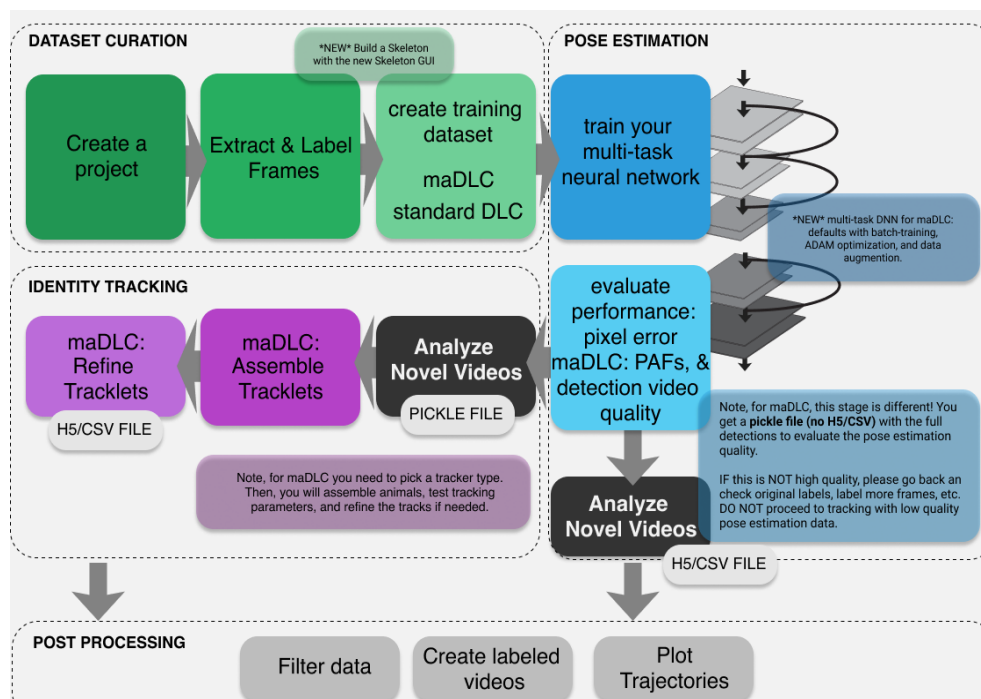 DATASET CURATION
*NEW* Build a Skeleton
with the new Skeleton GUI
Create a
project
Extract & Label
Frames
create training
dataset
maDLC
standard DLC
POSE ESTIMATION
train your
multi-task
neural network
*NEW* multi-task DNN for maDLC:
defaults with batch-training,
ADAM optimization, and data
augmention.
evaluate
performance:
pixel error
maDLC: PAFs, &
detection video
quality
Note, for maDLC, this stage is different! You
get a pickle file (no H5/CSV) with the full
detections to evaluate the pose estimation
quality.
IF this is NOT high quality, please go back an
check original labels, label more frames, etc.
DO NOT proceed to tracking with low quality
pose estimation data.
Analyze
Novel Videos
H5/CSV FILE
IDENTITY TRACKING
maDLC:
Refine
Tracklets
H5/CSV FILE
maDLC:
Assemble
Tracklets
Analyze
Novel Videos
PICKLE FILE
Note, for maDLC you need to pick a tracker type.
Then, you will assemble animals, test tracking
parameters, and refine the tracks if needed.
POST PROCESSING
Filter data
Create labeled
videos
Plot
Trajectories